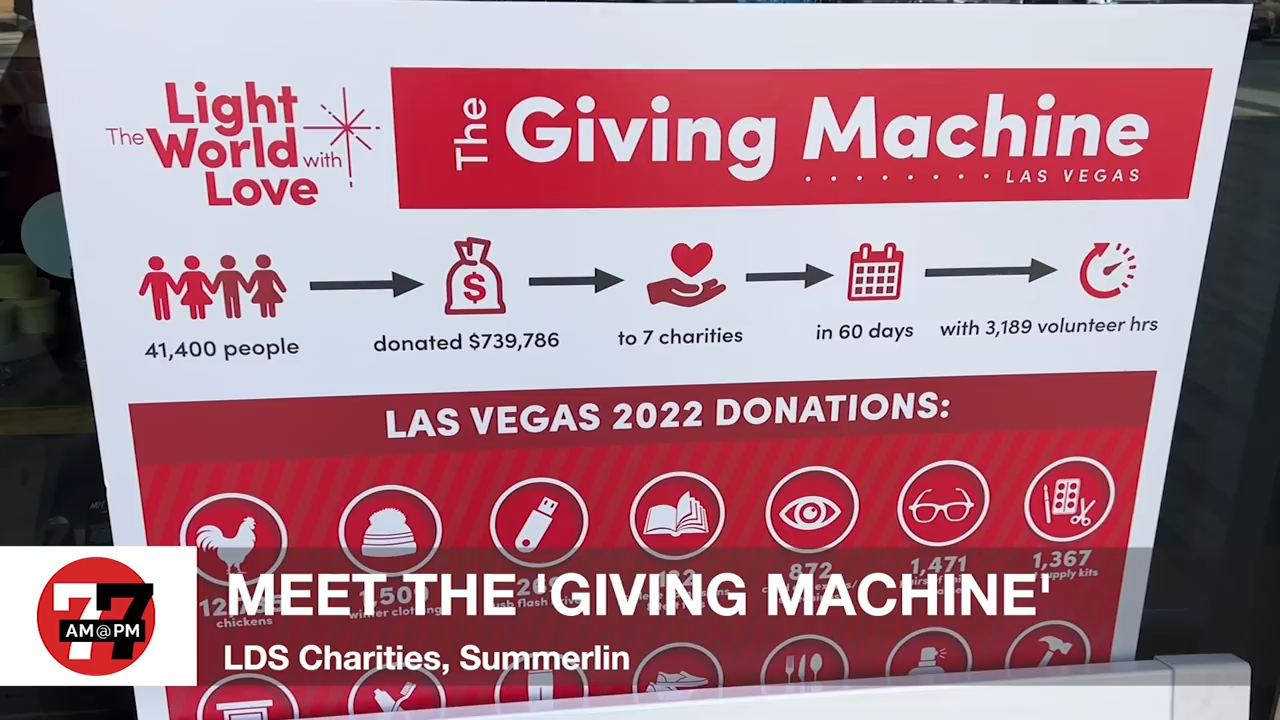 Light
The World with
Love
The Giving Machine
LAS VEGAS
41,400 people
donated $739,786
to 7 charities
in 60 days
with 3,189 volunteer hrs
LAS VEGAS 2022 DONATIONS:
chickens
winter clothing
872
1,471
1,367
supply kits
77
AM@PM
MEET THE 'GIVING MACHINE'
LDS Charities, Summerlin